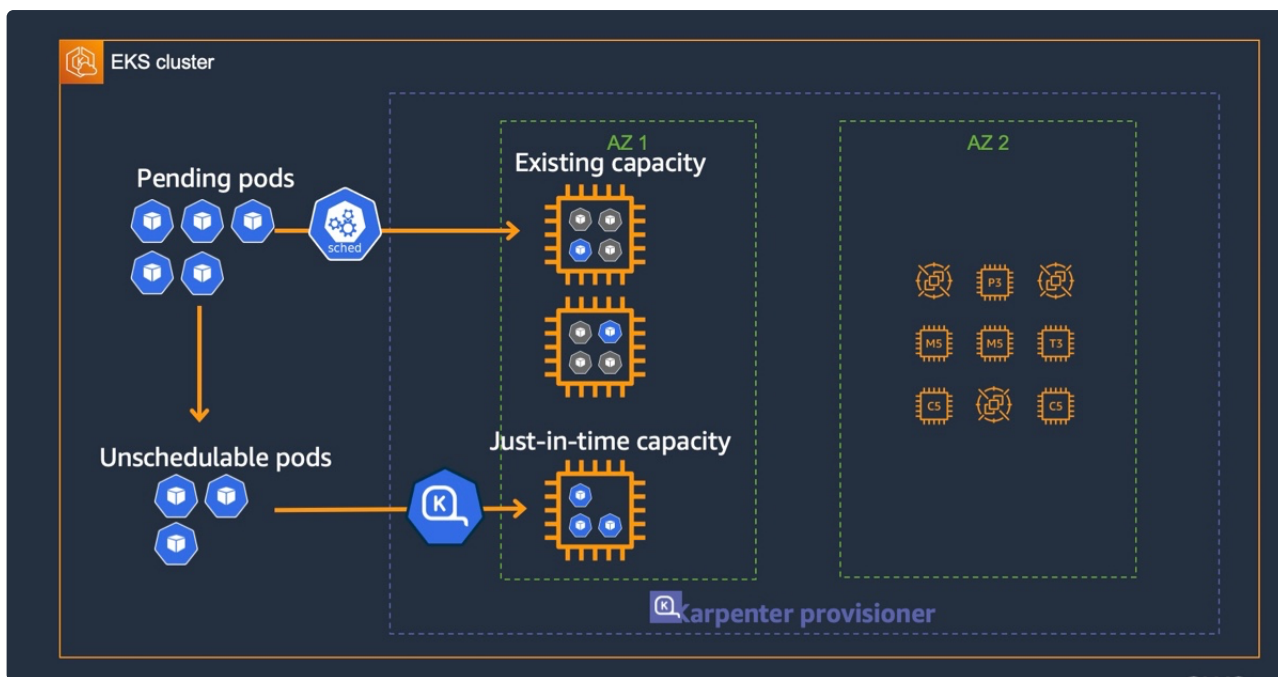 EKS cluster
AZ 1
AZ 2
Pending pods
Existing capacity
sched
P3
M5
M5
T3
C5
C5
Unschedulable pods
Just-in-time capacity
K
K
Karpenter provisioner